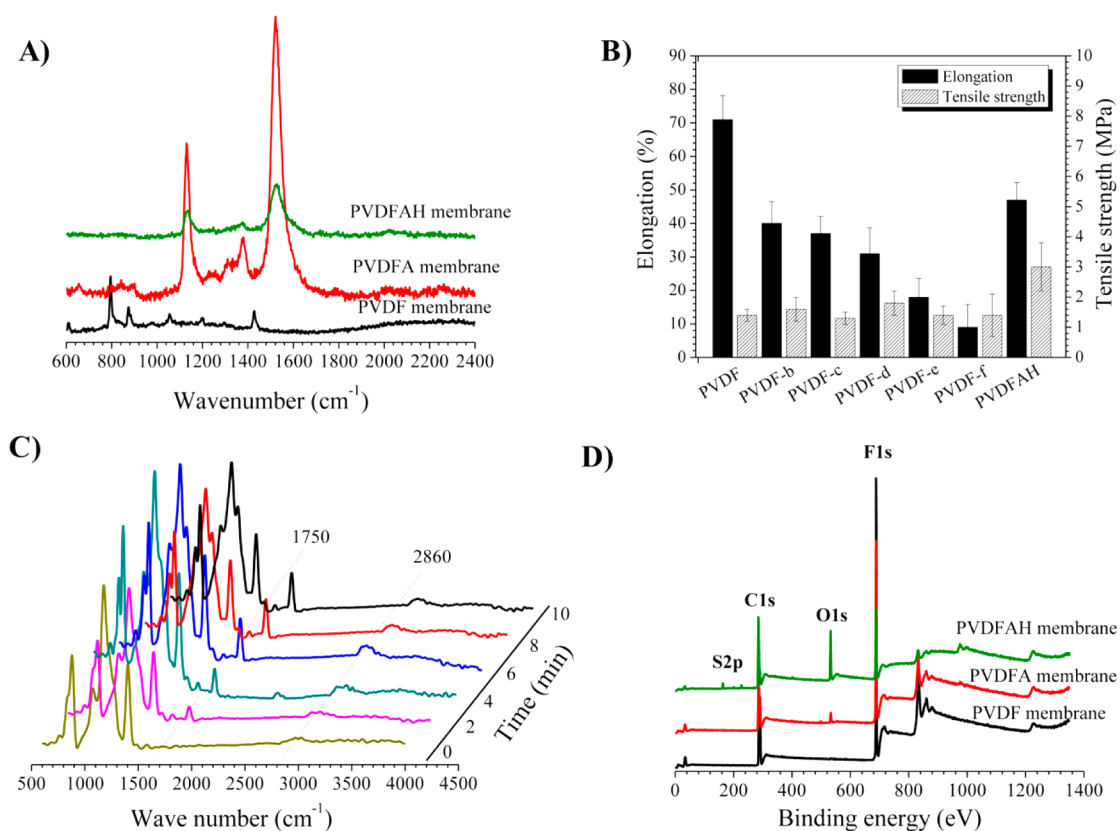 A)
PVDFAH membrane
PVDFA membrane
PVDF membrane
600 800 1000 1200 1400 1600 1800 2000 2200 2400
Wavenumber (cm⁻¹)
B)
90
80
70
60
50
40
30
20
10
0
Elongation (%)
Elongation
Tensile strength
10
9
8
7
6
5
4
3
2
1
0
Tensile strength (MPa)
PVDF PVDF-b PVDF-c PVDF-d PVDF-e PVDF-f PVDFAH
C)
1750
2860
10
8
6
4
2
0
Time (min)
500 1000 1500 2000 2500 3000 3500 4000 4500
Wave number (cm⁻¹)
D)
F1s
C1s
O1s
S2p
PVDFAH membrane
PVDFA membrane
PVDF membrane
0 200 400 600 800 1000 1200 1400
Binding energy (eV)